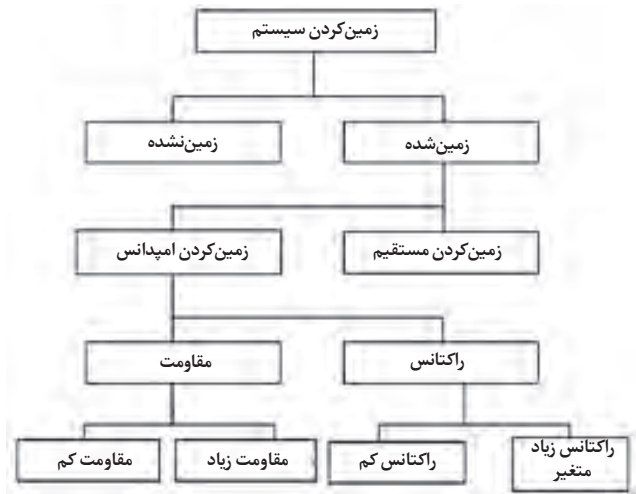 زمین‌کردن سیستم
زمین‌شده
زمین‌نشده
زمین‌کردن مستقیم
زمین‌کردن امپدانس
راکتانس
مقاومت
راکتانس زیاد
متغیر
راکتانس کم
مقاومت زیاد
مقاومت کم